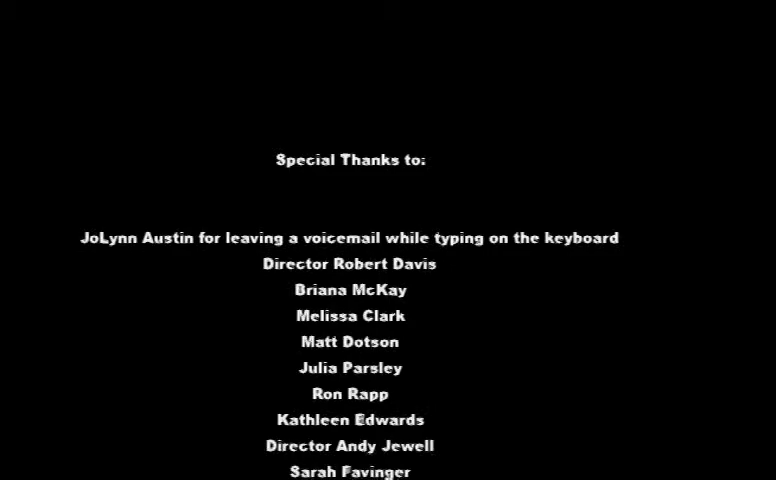 Special Thanks to:
JoLynn Austin for leaving a voicemail while typing on the keyboard
Director Robert Davis
Briana McKay
Melissa Clark
Matt Dotson
Julia Parsley
Ron Rapp
Kathleen Edwards
Director Andy Jewell
Sarah Favinger